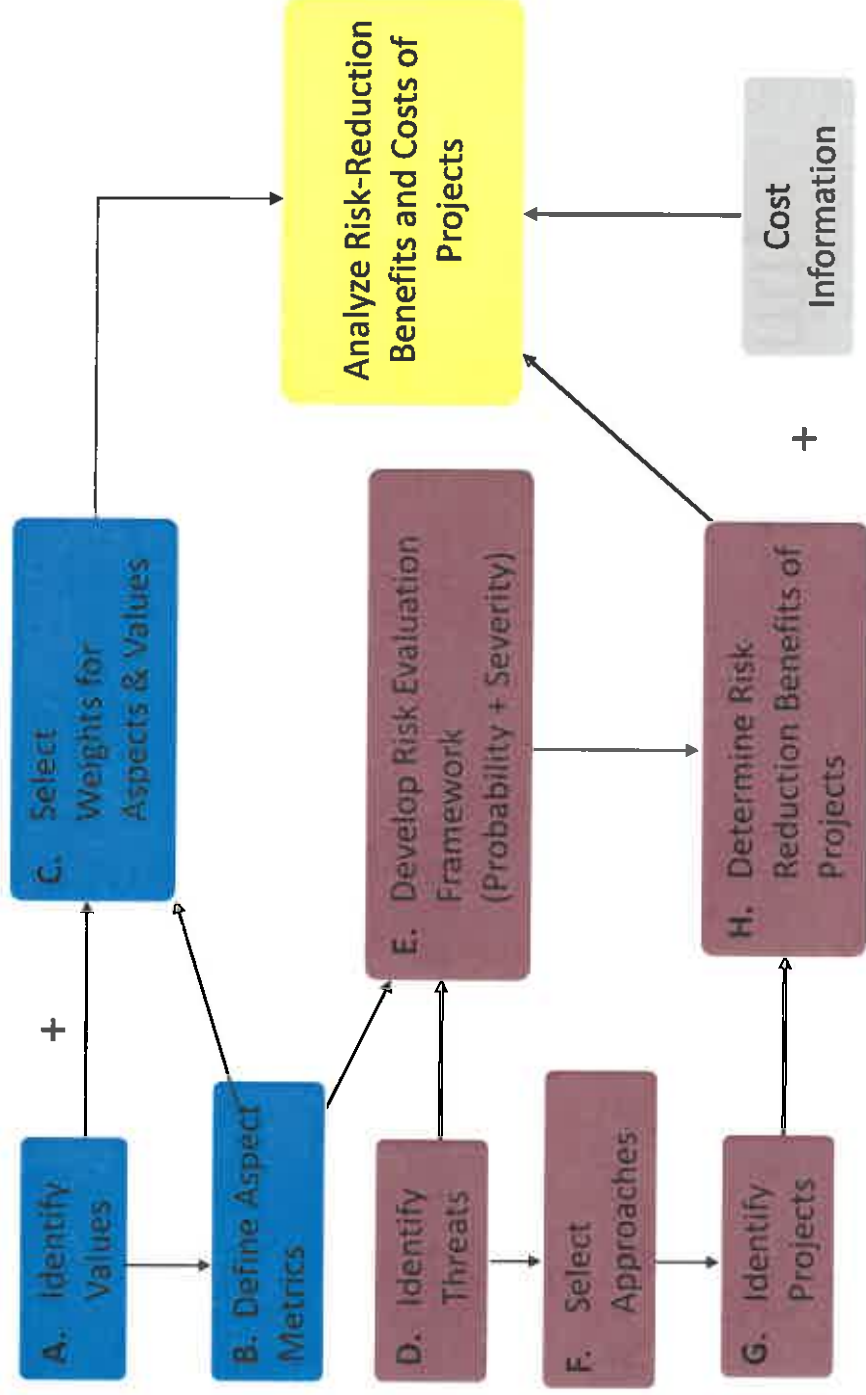 A. Identify
Values
+
B. Define Aspect
Metrics
C. Select
Weights for
Aspects & Values
D. Identify
Threats
E. Develop Risk Evaluation
Framework
(Probability + Severity)
F. Select
Approaches
G. Identify
Projects
H. Determine Risk-
Reduction Benefits of
Projects
+
Analyze Risk-Reduction
Benefits and Costs of
Projects
Cost
Information